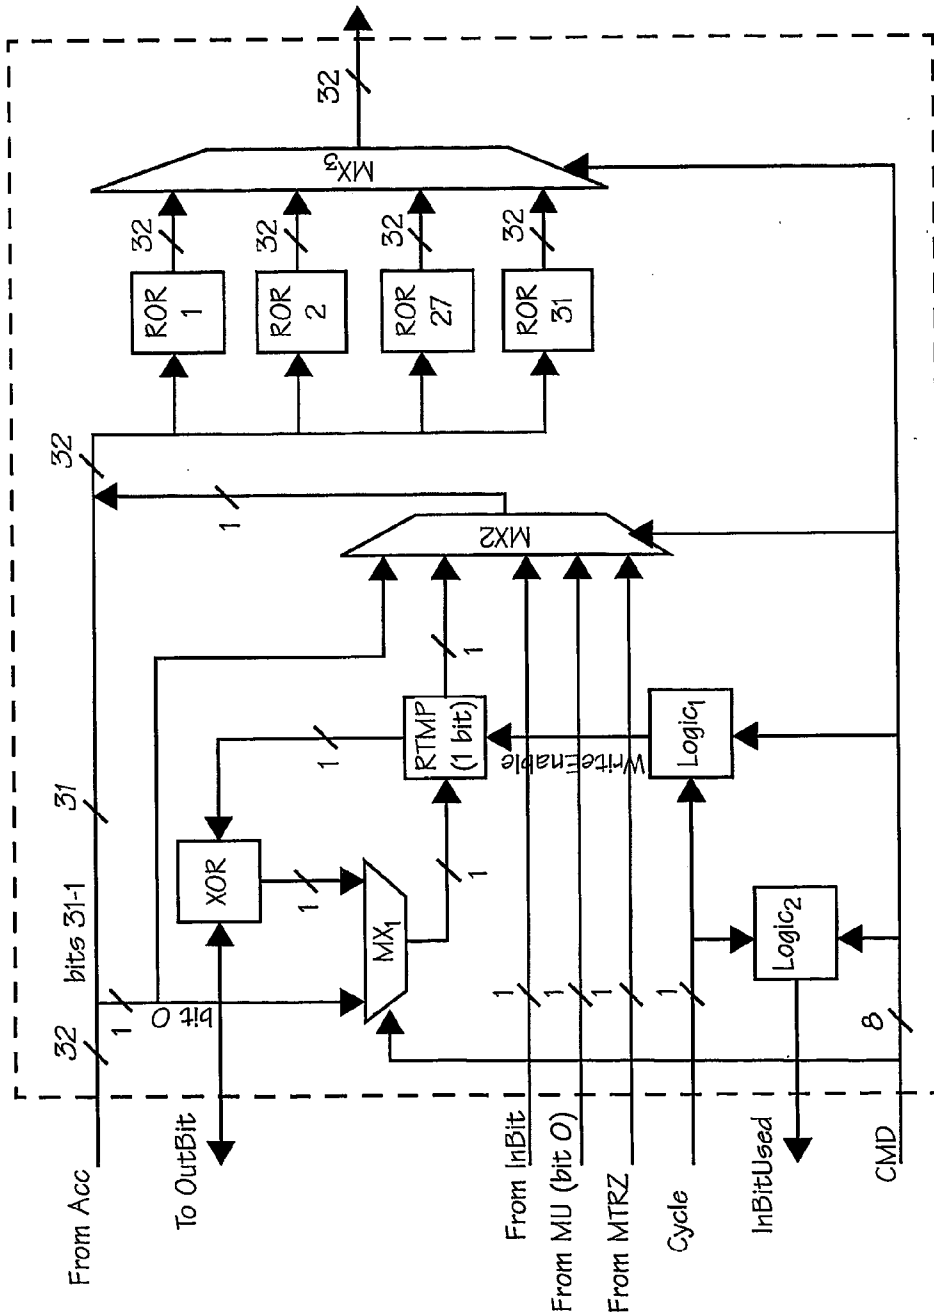 From Acc
32
1
bit 0
bits 31-1
31
32
To OutBit
XOR
1
1
MX1
1
RTMP
(1 bit)
1
WriteEnable
MX2
1
ROR
1
32
ROR
2
32
ROR
27
32
ROR
31
32
MX3
32
From InBit
1
From MU (bit 0)
1
From MTRZ
1
Cycle
1
Logic1
InBitUsed
Logic2
CMD
8